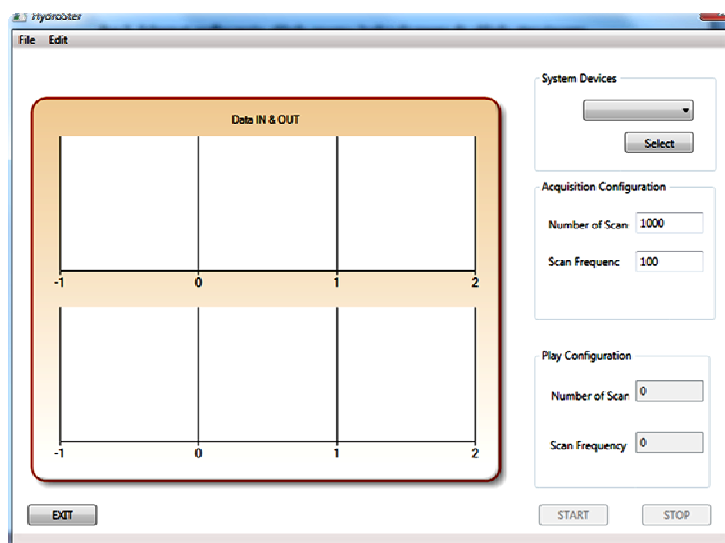 HydroSter
File Edit
System Devices
Select
Data IN & OUT
-1 0 1 2
Acquisition Configuration
Number of Scan 1000
Scan Frequenc 100
-1 0 1 2
Play Configuration
Number of Scar 0
Scan Frequency 0
EXIT
START
STOP